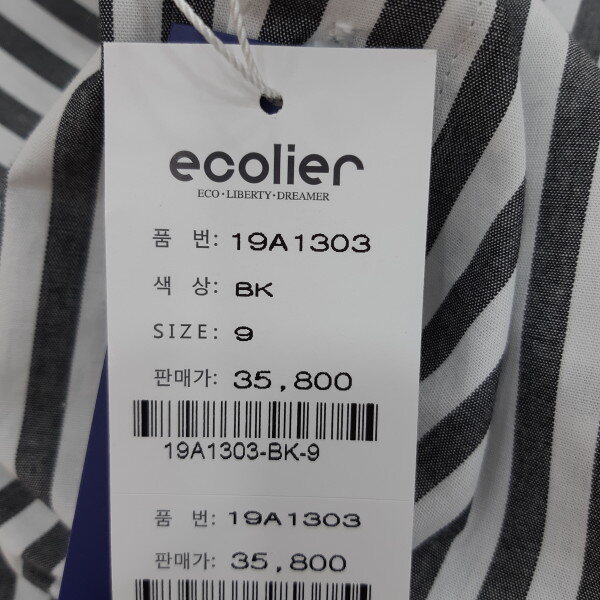 ecolier
ECO·LIBERTY·DREAMER
품 번: 19A1303
색 상: BK
SIZE: 9
판매가: 35,800
19A1303-BK-9
품 번: 19A1303
판매가: 35,800